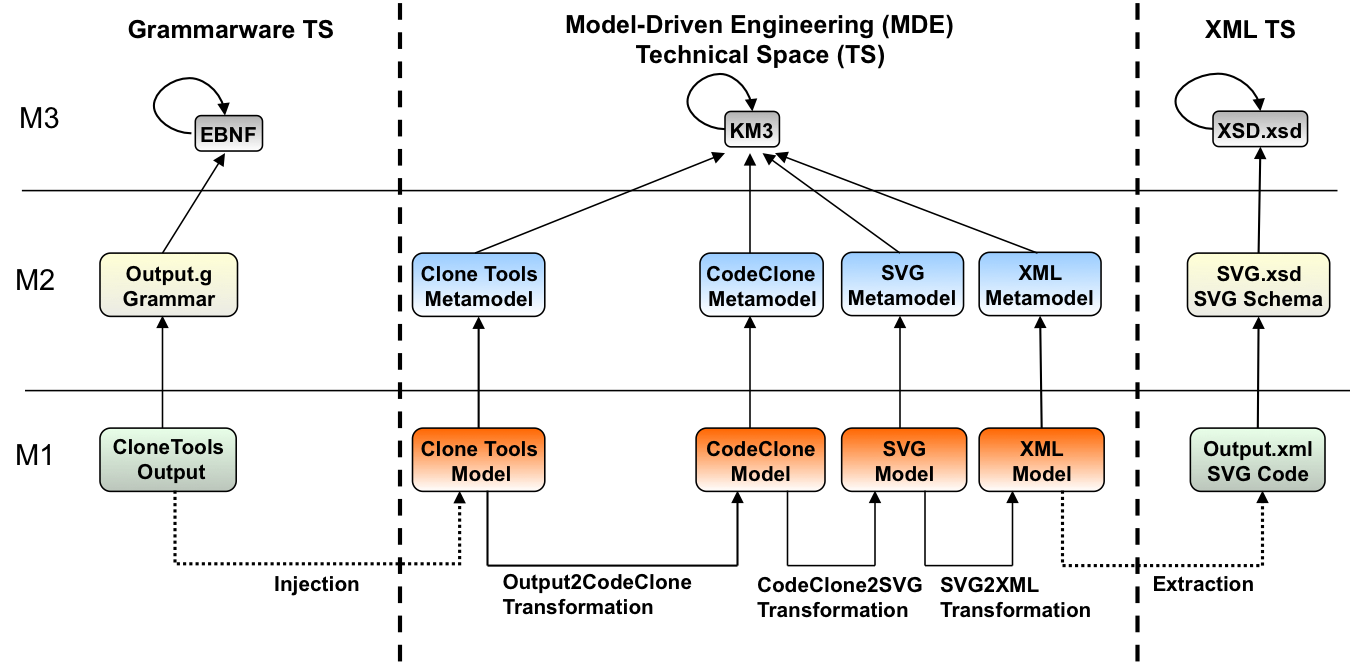 Grammarware TS
Model-Driven Engineering (MDE)
Technical Space (TS)
XML TS
M3
EBNF
KM3
XSD.xsd
M2
Output.g
Grammar
Clone Tools
Metamodel
CodeClone
Metamodel
SVG
Metamodel
XML
Metamodel
SVG.xsd
SVG Schema
M1
CloneTools
Output
Clone Tools
Model
CodeClone
Model
SVG
Model
XML
Model
Output.xml
SVG Code
Injection
Output2CodeClone
Transformation
CodeClone2SVG
Transformation
SVG2XML
Transformation
Extraction